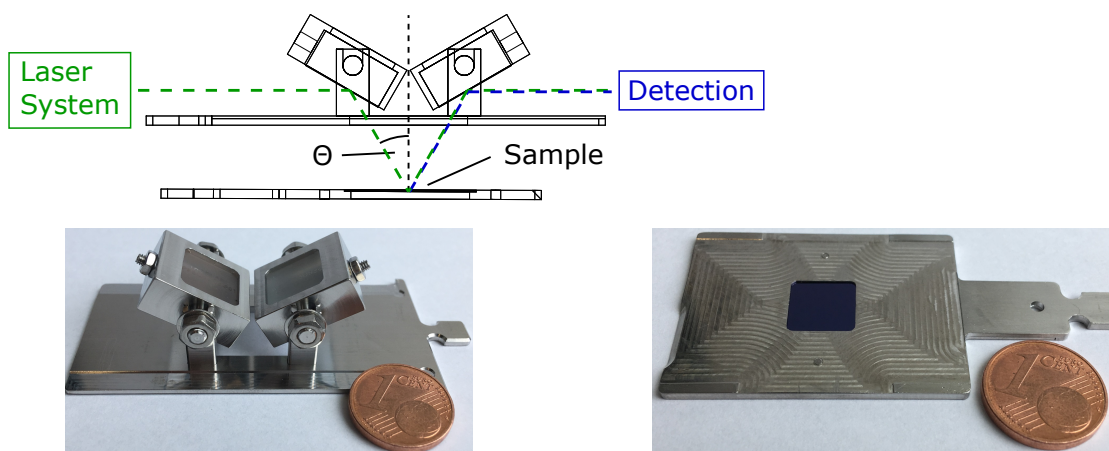 Laser
System
Detection
Θ
Sample
1
CENT
1
CENT